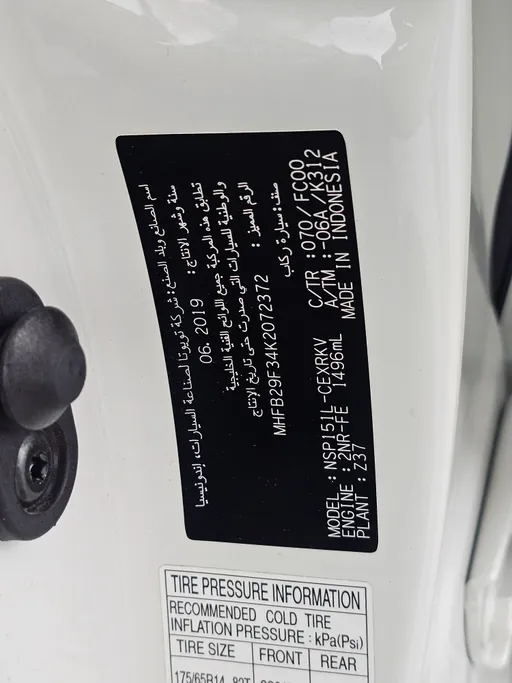 اسم الصانع وبلد الصنع: شركة تويوتا لصناعة السيارات، إندونيسيا
سنة وشهر الإنتاج: 06. 2019
تطابق هذه المركبة جميع اللوائح الفنية الخليجية
والوطنية للسيارات التي صدرت حتى تاريخ الإنتاج
الرقم المميز: MHFB29F34K2072372
صنف: سيارة ركاب
MODEL : NSP151L-CEXRKV C/TR :070/FC00
ENGINE : 2NR-FE 1496mL A/TM :-06A/K312
PLANT : Z37 MADE IN INDONESIA
TIRE PRESSURE INFORMATION
RECOMMENDED COLD TIRE
INFLATION PRESSURE : kPa(Psi)
TIRE SIZE FRONT REAR
175/65R14 82T